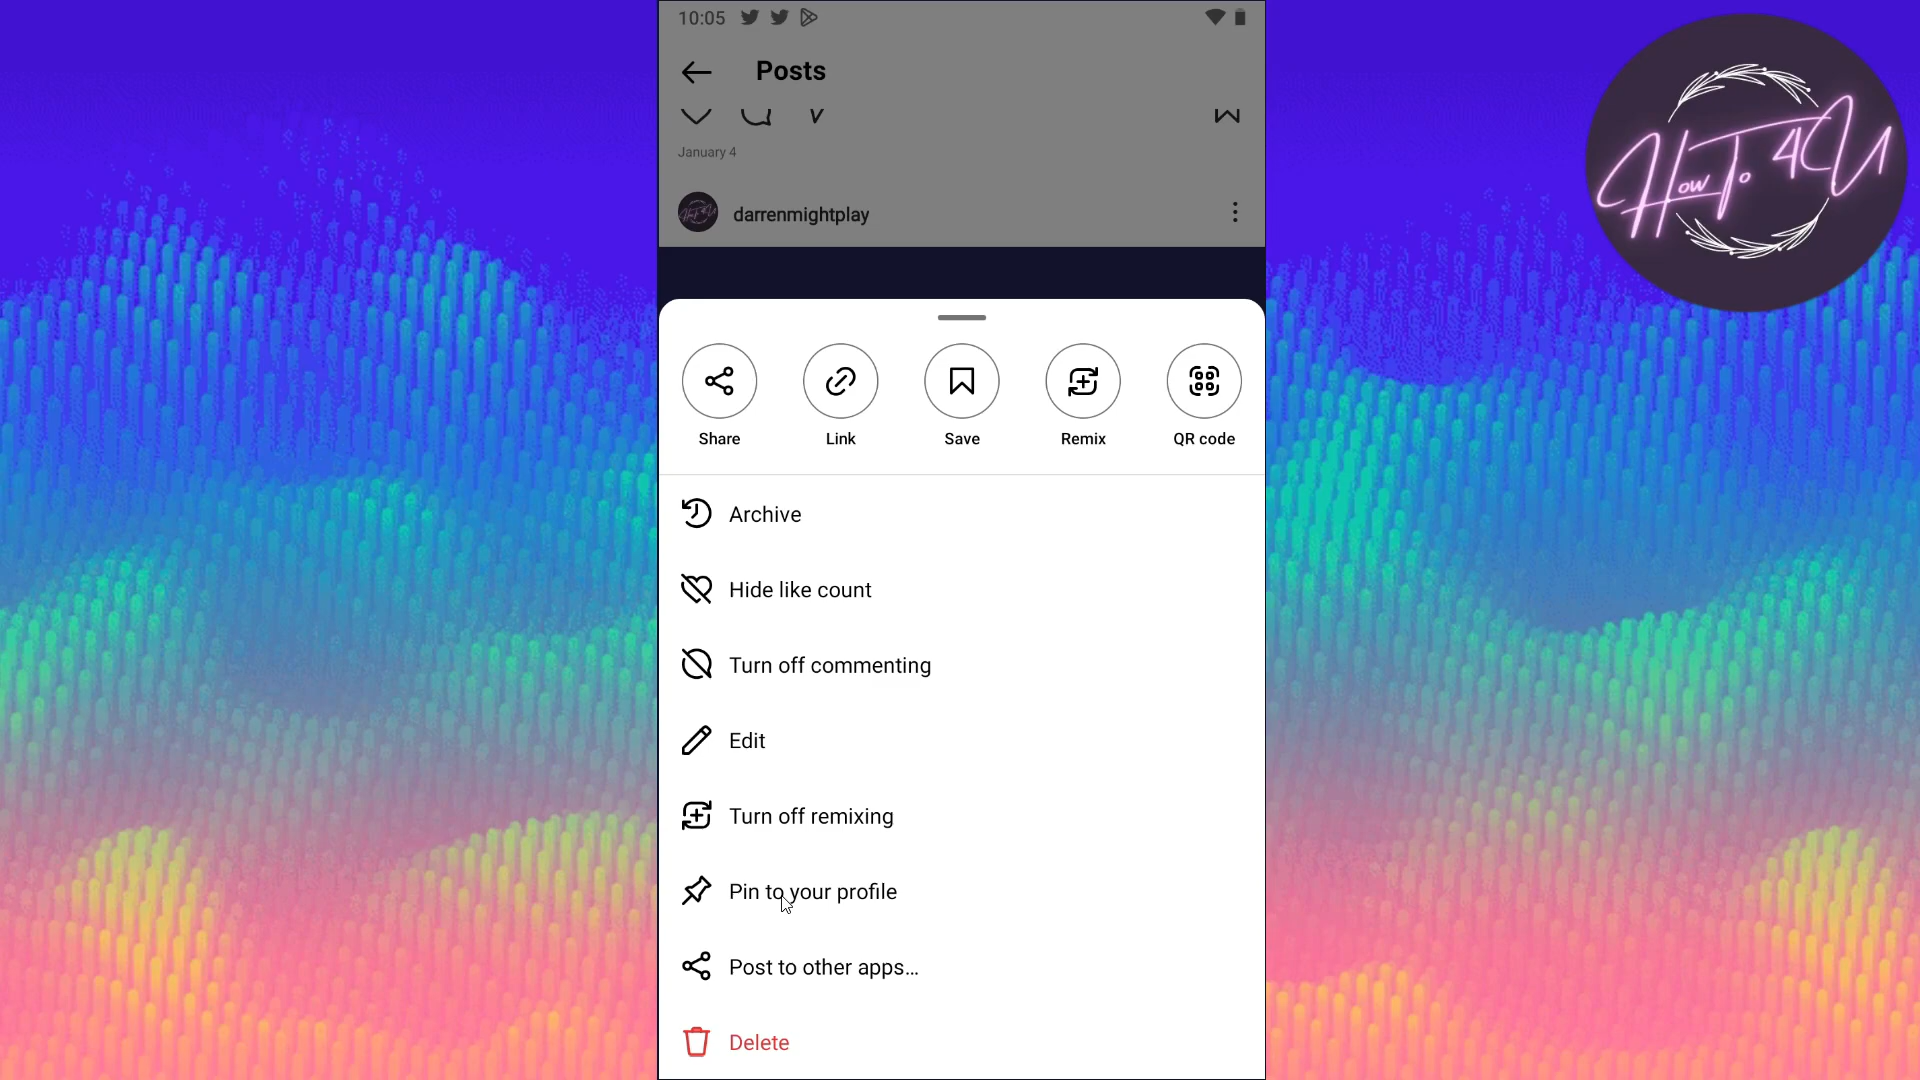 10:05
Posts
January 4
darrenmightplay
How To 4U
Share Link Save Remix QR code
Archive
Hide like count
Turn off commenting
Edit
Turn off remixing
Pin to your profile
Post to other apps...
Delete